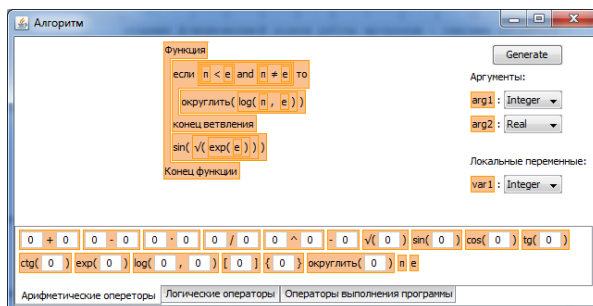 Алгоритм
Функция
если п < e and п ≠ e то
округлить( log( п , e ) )
конец ветвления
sin( √( exp( e ) ) )
Конец функции
Generate
Аргументы:
arg1 : Integer
arg2 : Real
Локальные переменные:
var1 : Integer
0 + 0 0 - 0 0 · 0 0 / 0 0 ^ 0 - 0 √( 0 ) sin( 0 ) cos( 0 ) tg( 0 )
ctg( 0 ) exp( 0 ) log( 0 , 0 ) [ 0 ] { 0 } округлить( 0 ) п e
Арифметические опереторы Логические операторы Операторы выполнения программы